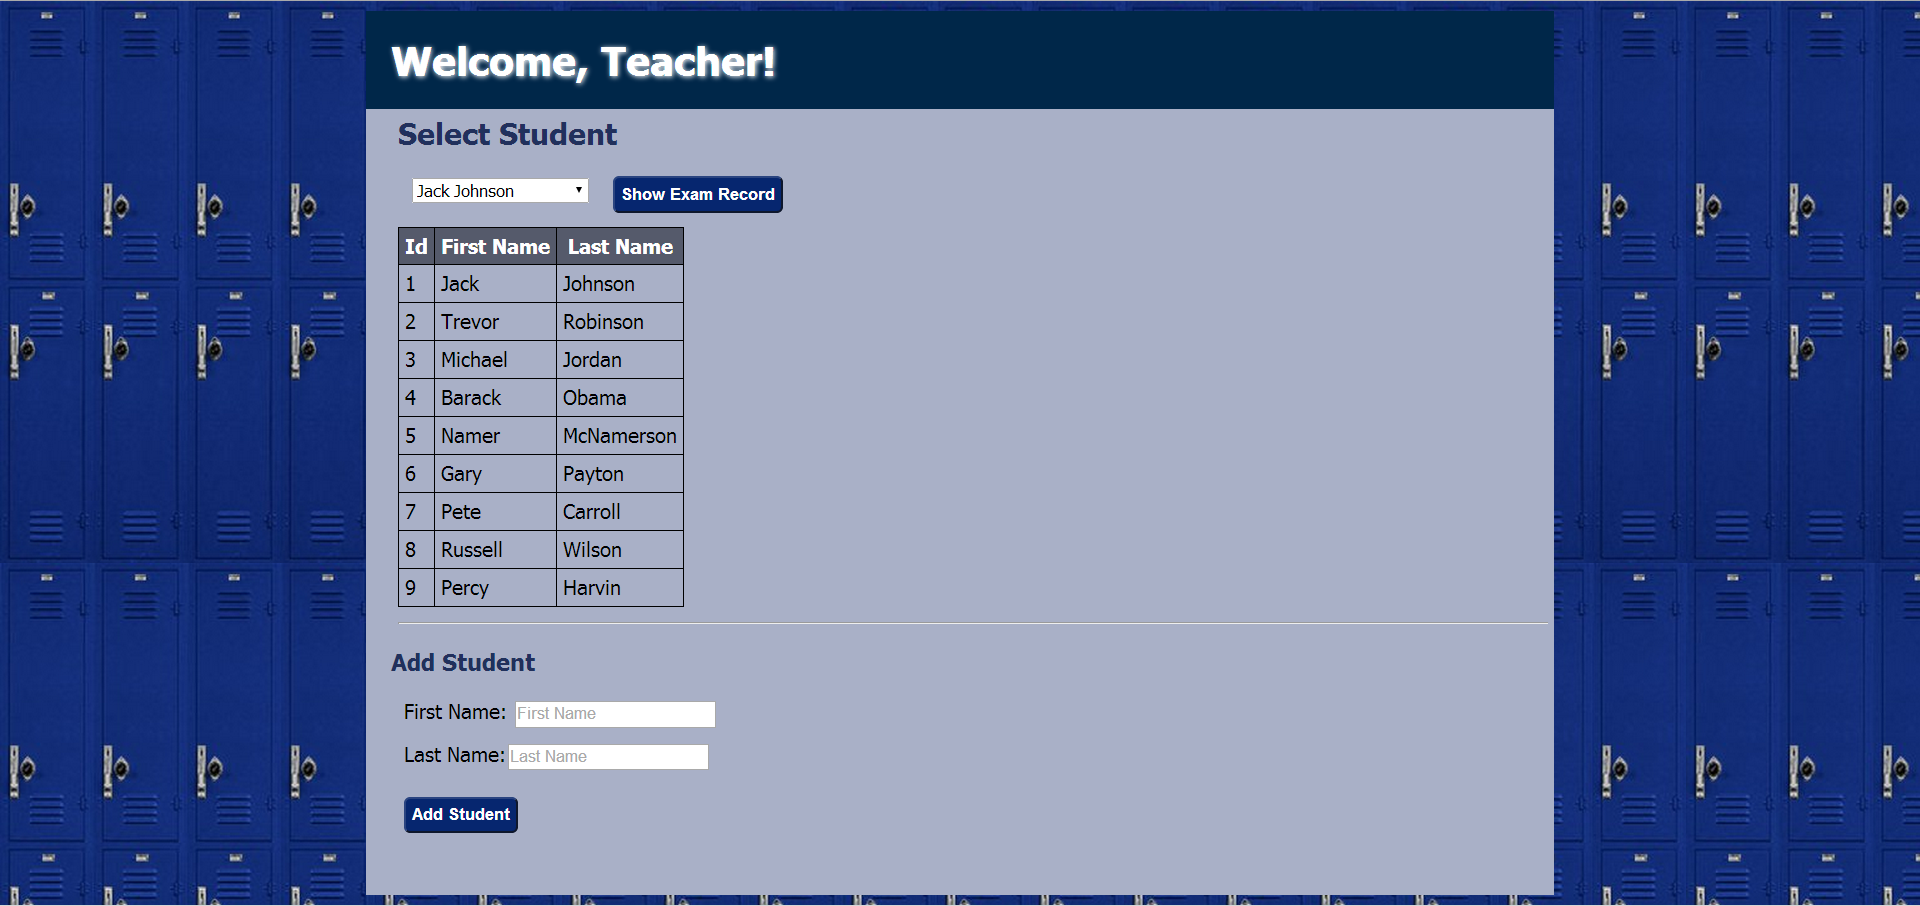 Welcome, Teacher!
Select Student
Jack Johnson Show Exam Record
Id First Name Last Name
1 Jack Johnson
2 Trevor Robinson
3 Michael Jordan
4 Barack Obama
5 Namer McNamerson
6 Gary Payton
7 Pete Carroll
8 Russell Wilson
9 Percy Harvin
Add Student
First Name: First Name
Last Name: Last Name
Add Student